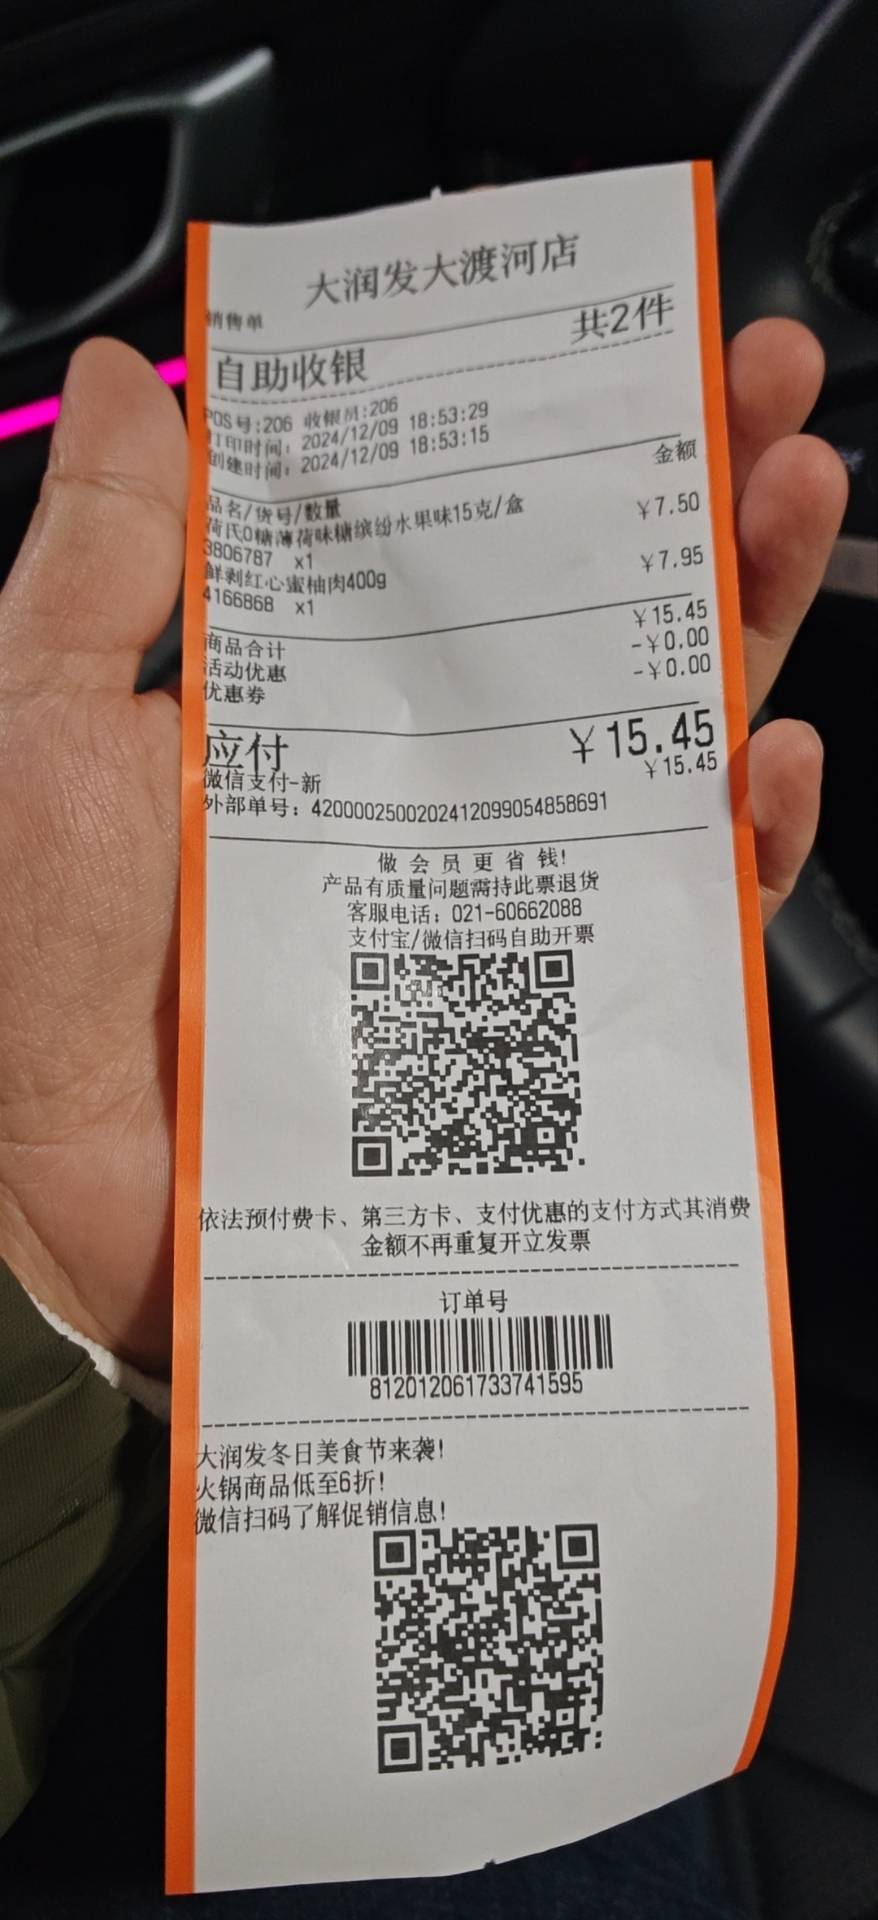 大润发大渡河店
销售单
共2件
自助收银
POS号:206 收银员:206
打印时间: 2024/12/09 18:53:29
创建时间: 2024/12/09 18:53:15
金额
品名/货号/数量
荷氏0糖薄荷味糖缤纷水果味15克/盒 ¥7.50
3806787 x1
鲜剥红心蜜柚肉400g ¥7.95
4166868 x1
商品合计 ¥15.45
活动优惠 -¥0.00
优惠券 -¥0.00
应付 ¥15.45
微信支付-新 ¥15.45
外部单号: 4200002500202412099054858691
做会员更省钱!
产品有质量问题需持此票退货
客服电话: 021-60662088
支付宝/微信扫码自助开票
依法预付费卡、第三方卡、支付优惠的支付方式其消费
金额不再重复开立发票
订单号
812012061733741595
大润发冬日美食节来袭!
火锅商品低至6折!
微信扫码了解促销信息!